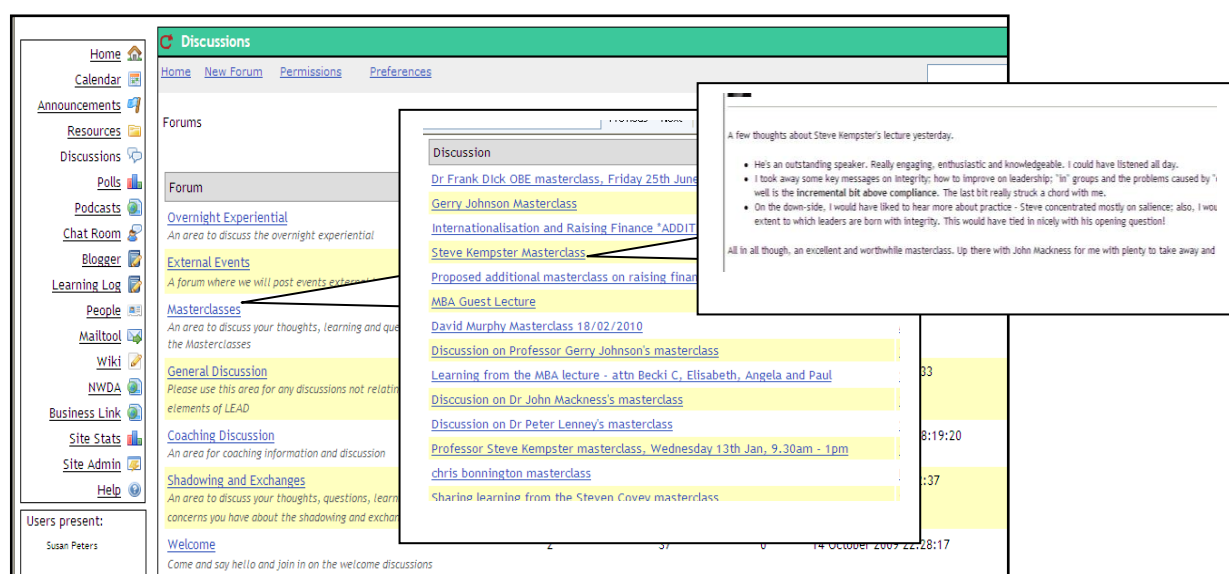 Discussions
Home New Forum Permissions Preferences
Home
Calendar
Announcements
Resources
Discussions
Polls
Podcasts
Chat Room
Blogger
Learning Log
People
Mailtool
Wiki
NWDA
Business Link
Site Stats
Site Admin
Help
Users present:
Susan Peters
Forums
Forum
Overnight Experiential
An area to discuss the overnight experiential
External Events
A forum where we will post events external
Masterclasses
An area to discuss your thoughts, learning and que
the Masterclasses
General Discussion
Please use this area for any discussions not relatin
elements of LEAD
Coaching Discussion
An area for coaching information and discussion
Shadowing and Exchanges
An area to discuss your thoughts, questions, learn
concerns you have about the shadowing and exchan
Welcome 2 37 0 14 October 2009 22:28:17
Come and say hello and join in on the welcome discussions
33
8:19:20
:37
Discussion
Dr Frank DIck OBE masterclass, Friday 25th June
Gerry Johnson Masterclass
Internationalisation and Raising Finance *ADDIT
Steve Kempster Masterclass
Proposed additional masterclass on raising finan
MBA Guest Lecture
David Murphy Masterclass 18/02/2010
Discussion on Professor Gerry Johnson's masterclass
Learning from the MBA lecture - attn Becki C, Elisabeth, Angela and Paul
Disccusion on Dr John Mackness's masterclass
Discussion on Dr Peter Lenney's masterclass
Professor Steve Kempster masterclass, Wednesday 13th Jan, 9.30am - 1pm
chris bonnington masterclass
Sharing learning from the Steven Covey masterclass
A few thoughts about Steve Kempster's lecture yesterday.
• He's an outstanding speaker. Really engaging, enthusiastic and knowledgeable. I could have listened all day.
• I took away some key messages on Integrity; how to improve on leadership; "in" groups and the problems caused by "
well is the incremental bit above compliance. The last bit really struck a chord with me.
• On the down-side, I would have liked to hear more about practice - Steve concentrated mostly on salience; also, I wou
extent to which leaders are born with integrity. This would have tied in nicely with his opening question!
All in all though, an excellent and worthwhile masterclass. Up there with John Mackness for me with plenty to take away and